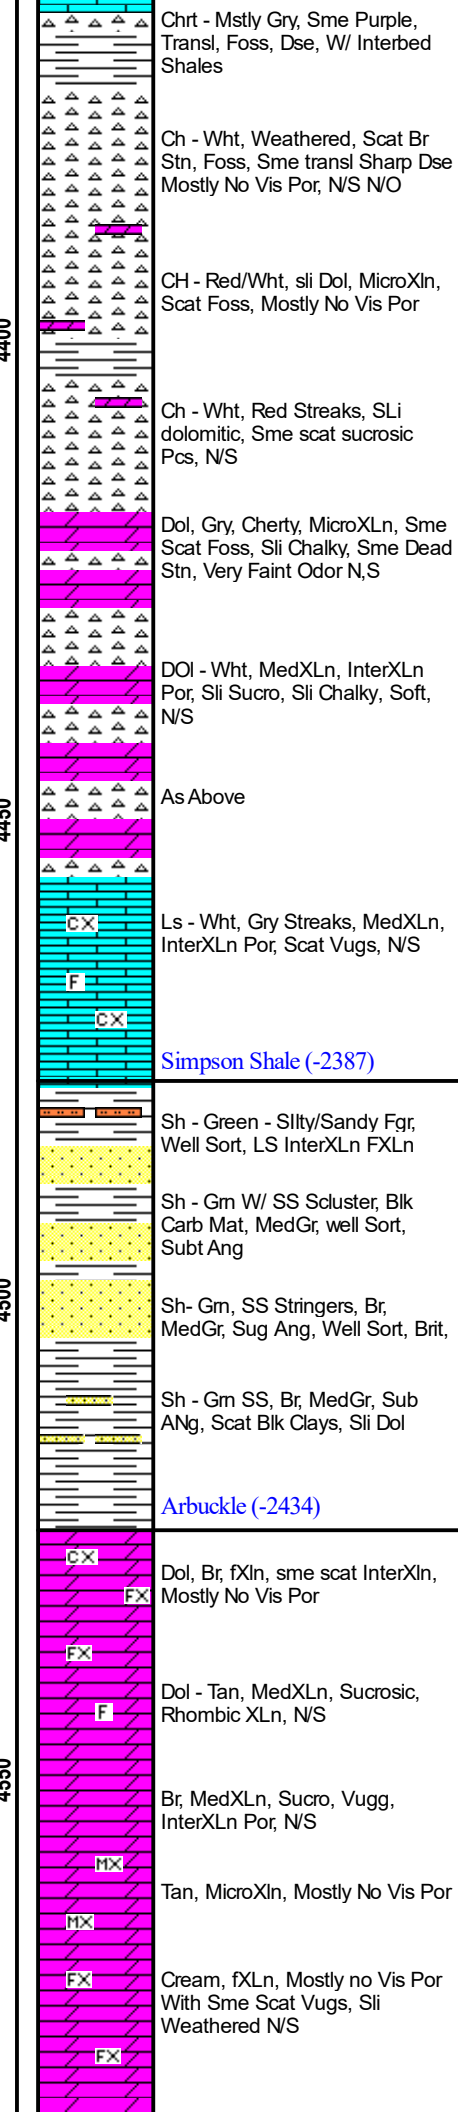 Chrt - Mstly Gry, Sme Purple,
Transl, Foss, Dse, W/ Interbed
Shales
Ch - Wht, Weathered, Scat Br
Stn, Foss, Sme transl Sharp Dse
Mostly No Vis Por, N/S N/O
CH - Red/Wht, sli Dol, MicroXln,
Scat Foss, Mostly No Vis Por
4400
Ch - Wht, Red Streaks, SLi
dolomitic, Sme scat sucrosic
Pcs, N/S
Dol, Gry, Cherty, MicroXLn, Sme
Scat Foss, Sli Chalky, Sme Dead
Stn, Very Faint Odor N,S
DOl - Wht, MedXLn, InterXLn
Por, Sli Sucro, Sli Chalky, Soft,
N/S
As Above
4450
Ls - Wht, Gry Streaks, MedXLn,
InterXLn Por, Scat Vugs, N/S
CX
F
CX
Simpson Shale (-2387)
Sh - Green - SIlty/Sandy Fgr,
Well Sort, LS InterXLn FXLn
Sh - Grn W/ SS Scluster, Blk
Carb Mat, MedGr, well Sort,
Subt Ang
4500
Sh- Grn, SS Stringers, Br,
MedGr, Sug Ang, Well Sort, Brit,
Sh - Grn SS, Br, MedGr, Sub
ANg, Scat Blk Clays, Sli Dol
Arbuckle (-2434)
CX
Dol, Br, fXln, sme scat InterXln,
Mostly No Vis Por
FX
FX
Dol - Tan, MedXLn, Sucrosic,
Rhombic XLn, N/S
F
4550
Br, MedXLn, Sucro, Vugg,
InterXLn Por, N/S
MX
Tan, MicroXln, Mostly No Vis Por
MX
FX
Cream, fXLn, Mostly no Vis Por
With Sme Scat Vugs, Sli
Weathered N/S
FX